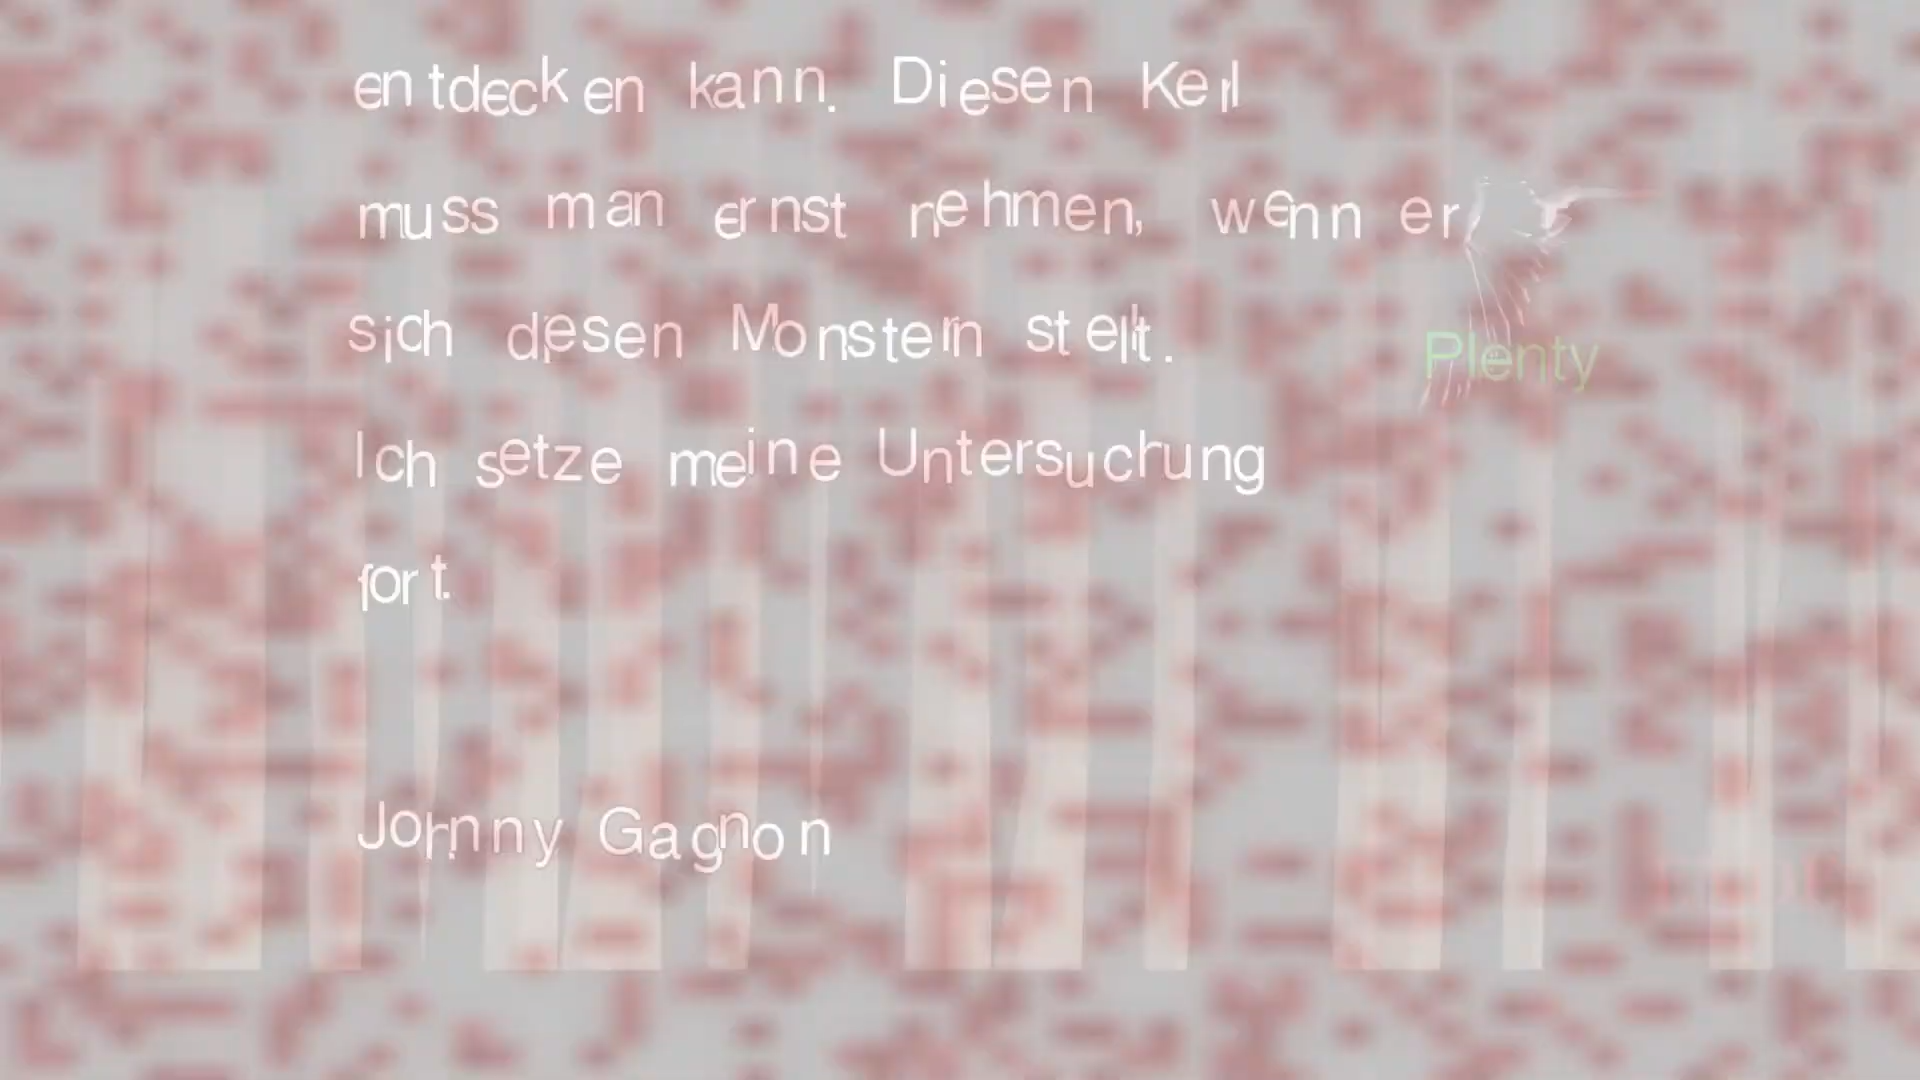 entdecken kann. Diesen Kerl
muss man ernst nehmen, wenn er
sich diesen Monstern stellt.
Plenty
Ich setze meine Untersuchung
fort.
Johnny Gagnon